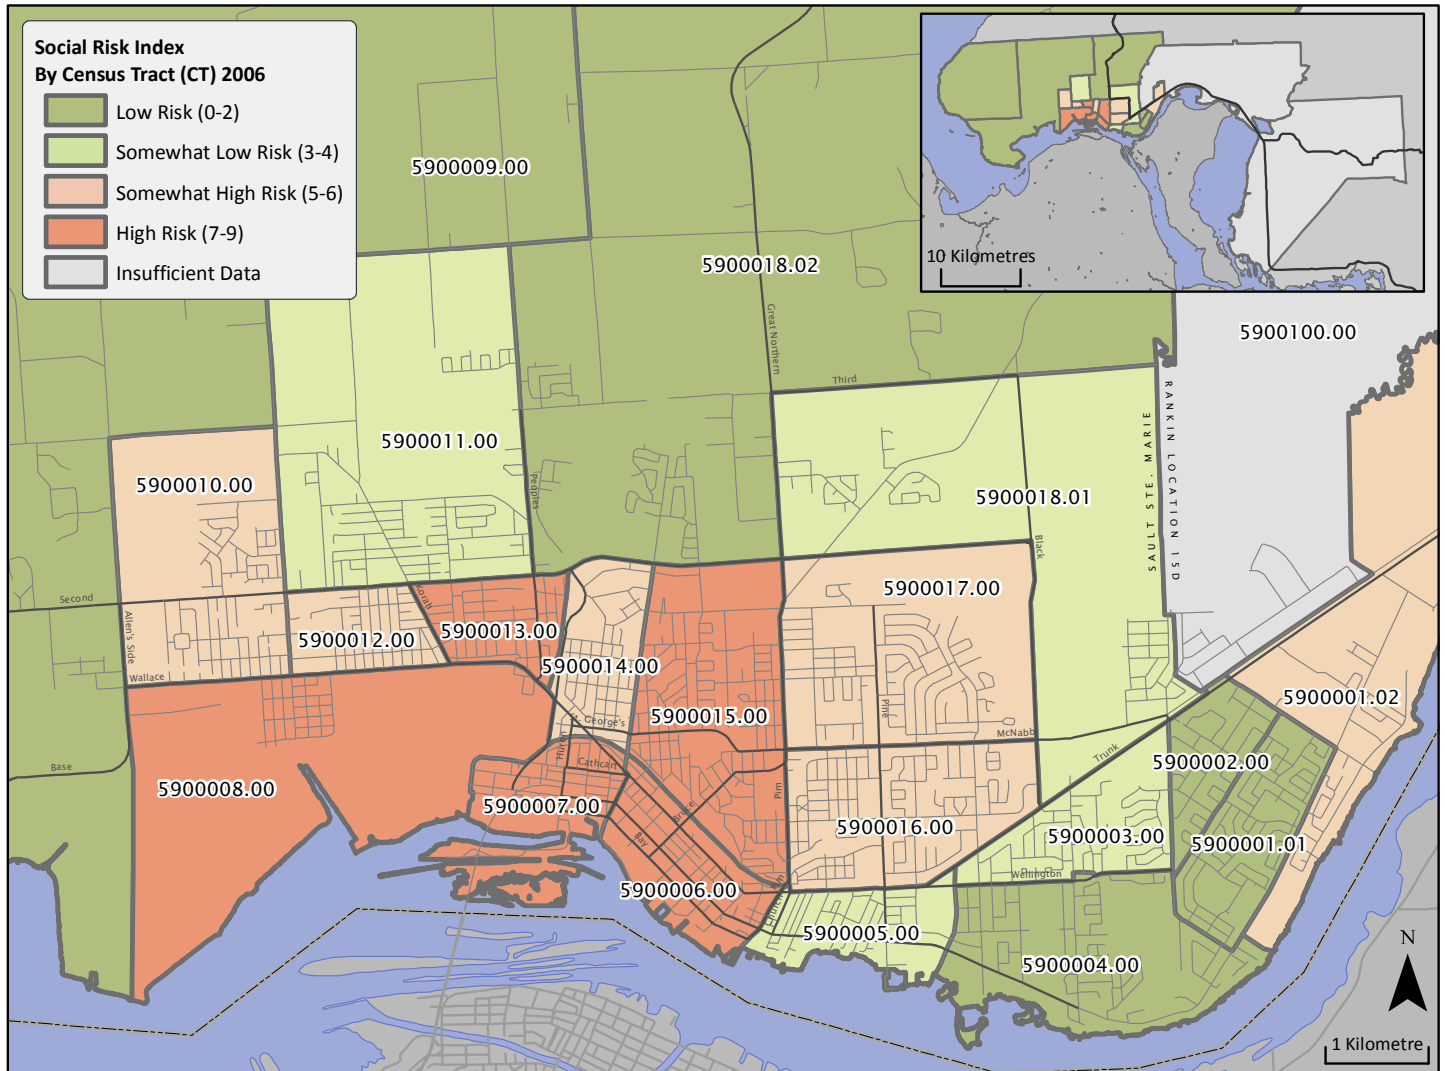 Social Risk Index
By Census Tract (CT) 2006
Low Risk (0-2)
Somewhat Low Risk (3-4)
Somewhat High Risk (5-6)
High Risk (7-9)
Insufficient Data
10 Kilometres
5900009.00
5900018.02
Great Northern
5900100.00
Third
SAULT STE. MARIE
RANKIN LOCATION 15D
5900011.00
5900010.00
Peoples
5900018.01
Black
5900017.00
Second
Korah
Allen's Side
5900012.00
5900013.00
5900014.00
Wallace
5900001.02
Pine
St. George's
5900015.00
McNabb
Trunk
Huron
Cathcart
5900002.00
Base
5900008.00
5900007.00
Pim
Bruce
Bay
5900016.00
5900003.00
5900001.01
Wellington
5900006.00
Pim
Church
5900005.00
5900004.00
N
1 Kilometre